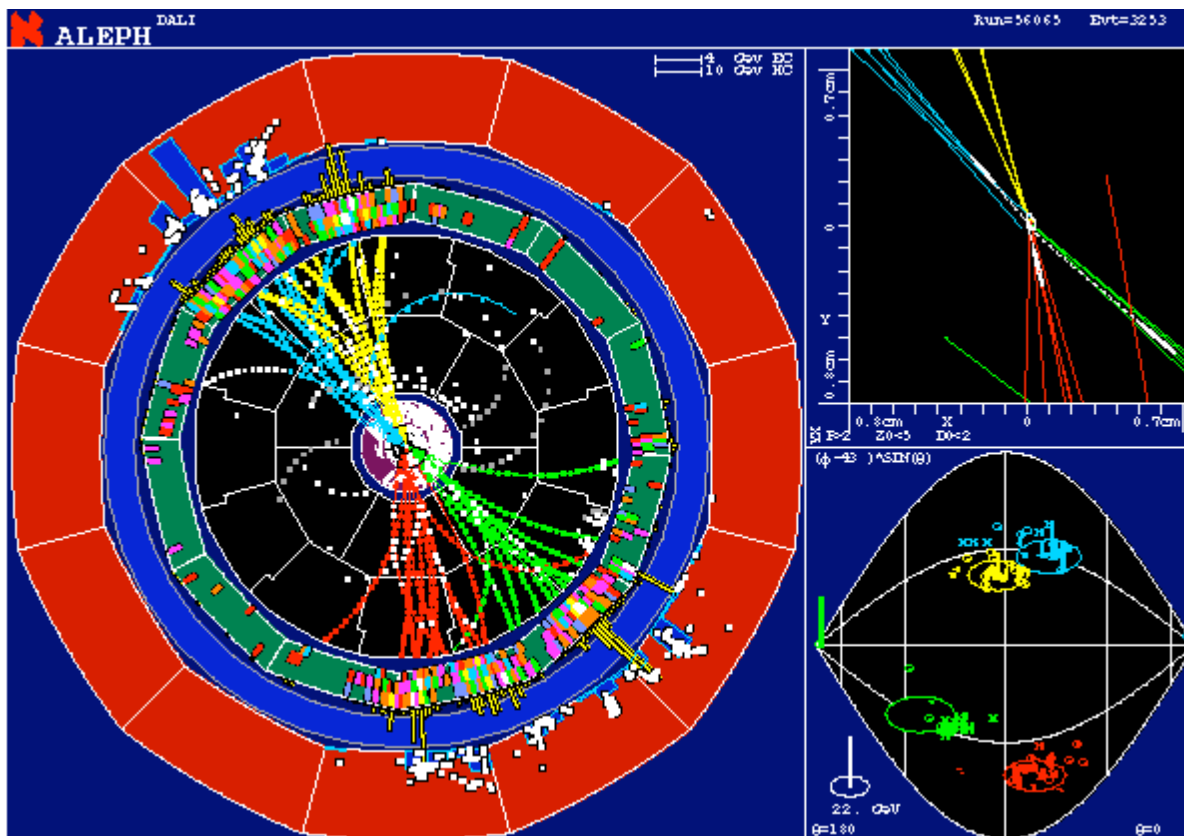 DALI
ALEPH
Run=56065 Evt=3253
4 Gev EC
10 Gev HC
0.7cm
0
Y
0.8cm
0.8cm X 0 0.7cm
P>2 Z0<5 D0<2
(ϕ -43 )*SIN(θ)
22. GeV
θ=180 θ=0